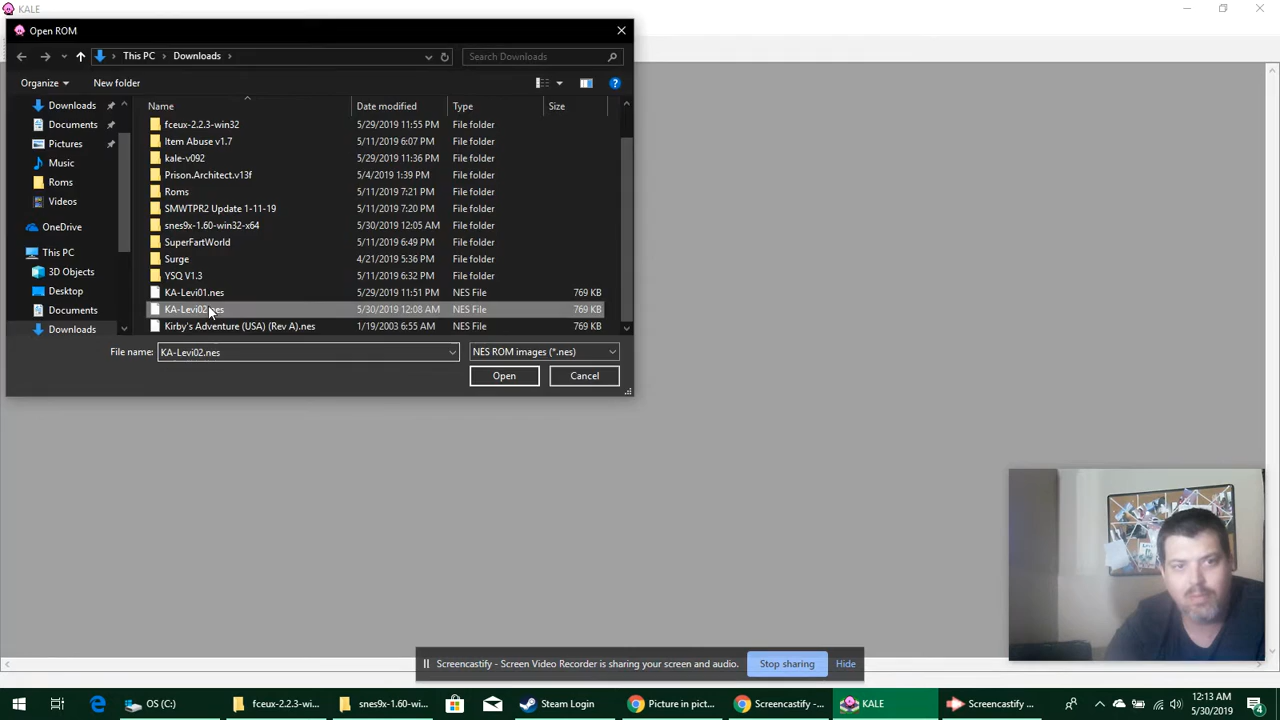 KALE
Open ROM
This PC > Downloads >
Search Downloads
Organize
New folder
Name Date modified Type Size
Downloads
Documents
Pictures
Music
Roms
Videos
OneDrive
This PC
3D Objects
Desktop
Documents
Downloads
fceux-2.2.3-win32 5/29/2019 11:55 PM File folder
Item Abuse v1.7 5/11/2019 6:07 PM File folder
kale-v092 5/29/2019 11:36 PM File folder
Prison.Architect.v13f 5/4/2019 1:39 PM File folder
Roms 5/11/2019 7:21 PM File folder
SMWTPR2 Update 1-11-19 5/11/2019 7:20 PM File folder
snes9x-1.60-win32-x64 5/30/2019 12:05 AM File folder
SuperFartWorld 5/11/2019 6:49 PM File folder
Surge 4/21/2019 5:36 PM File folder
YSQ V1.3 5/11/2019 6:32 PM File folder
KA-Levi01.nes 5/29/2019 11:51 PM NES File 769 KB
KA-Levi02.nes 5/30/2019 12:08 AM NES File 769 KB
Kirby's Adventure (USA) (Rev A).nes 1/19/2003 6:55 AM NES File 769 KB
File name: KA-Levi02.nes NES ROM images (*.nes)
Open Cancel
Screencastify - Screen Video Recorder is sharing your screen and audio. Stop sharing Hide
OS (C:) fceux-2.2.3-wi... snes9x-1.60-win... Steam Login Picture in pict... Screencastify -... KALE Screencastify ...
12:13 AM
5/30/2019
4